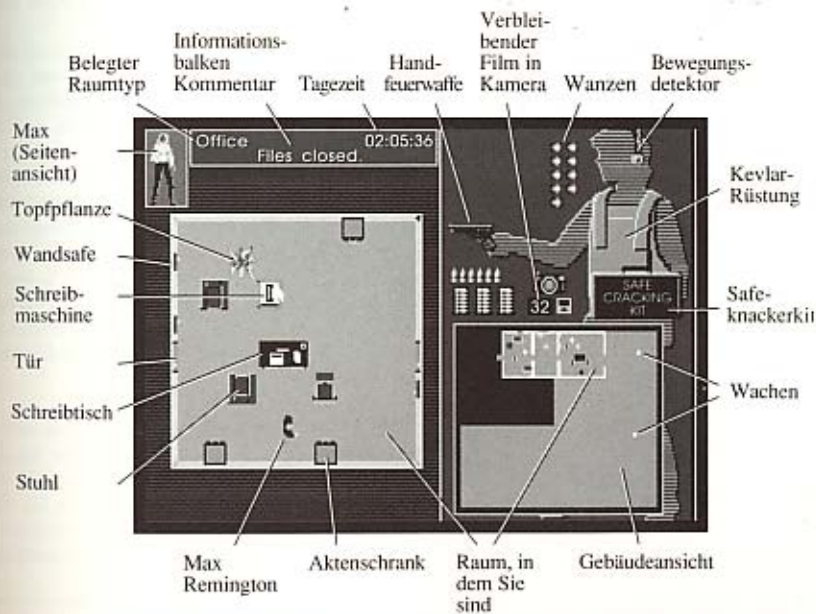 Belegter
Raumtyp
Informations-
balken
Kommentar
Tagezeit
Hand-
feuerwaffe
Verblei-
bender
Film in
Kamera
Wanzen
Bewegungs-
detektor
Max
(Seiten-
ansicht)
Topfpflanze
Wandsafe
Schreib-
maschine
Tür
Schreibtisch
Stuhl
Office 02:05:36
Files closed.
32
SAFE
CRACKING
KIT
Kevlar-
Rüstung
Safe-
knackerkit
Wachen
Max
Remington
Aktenschrank
Raum, in
dem Sie
sind
Gebäudeansicht